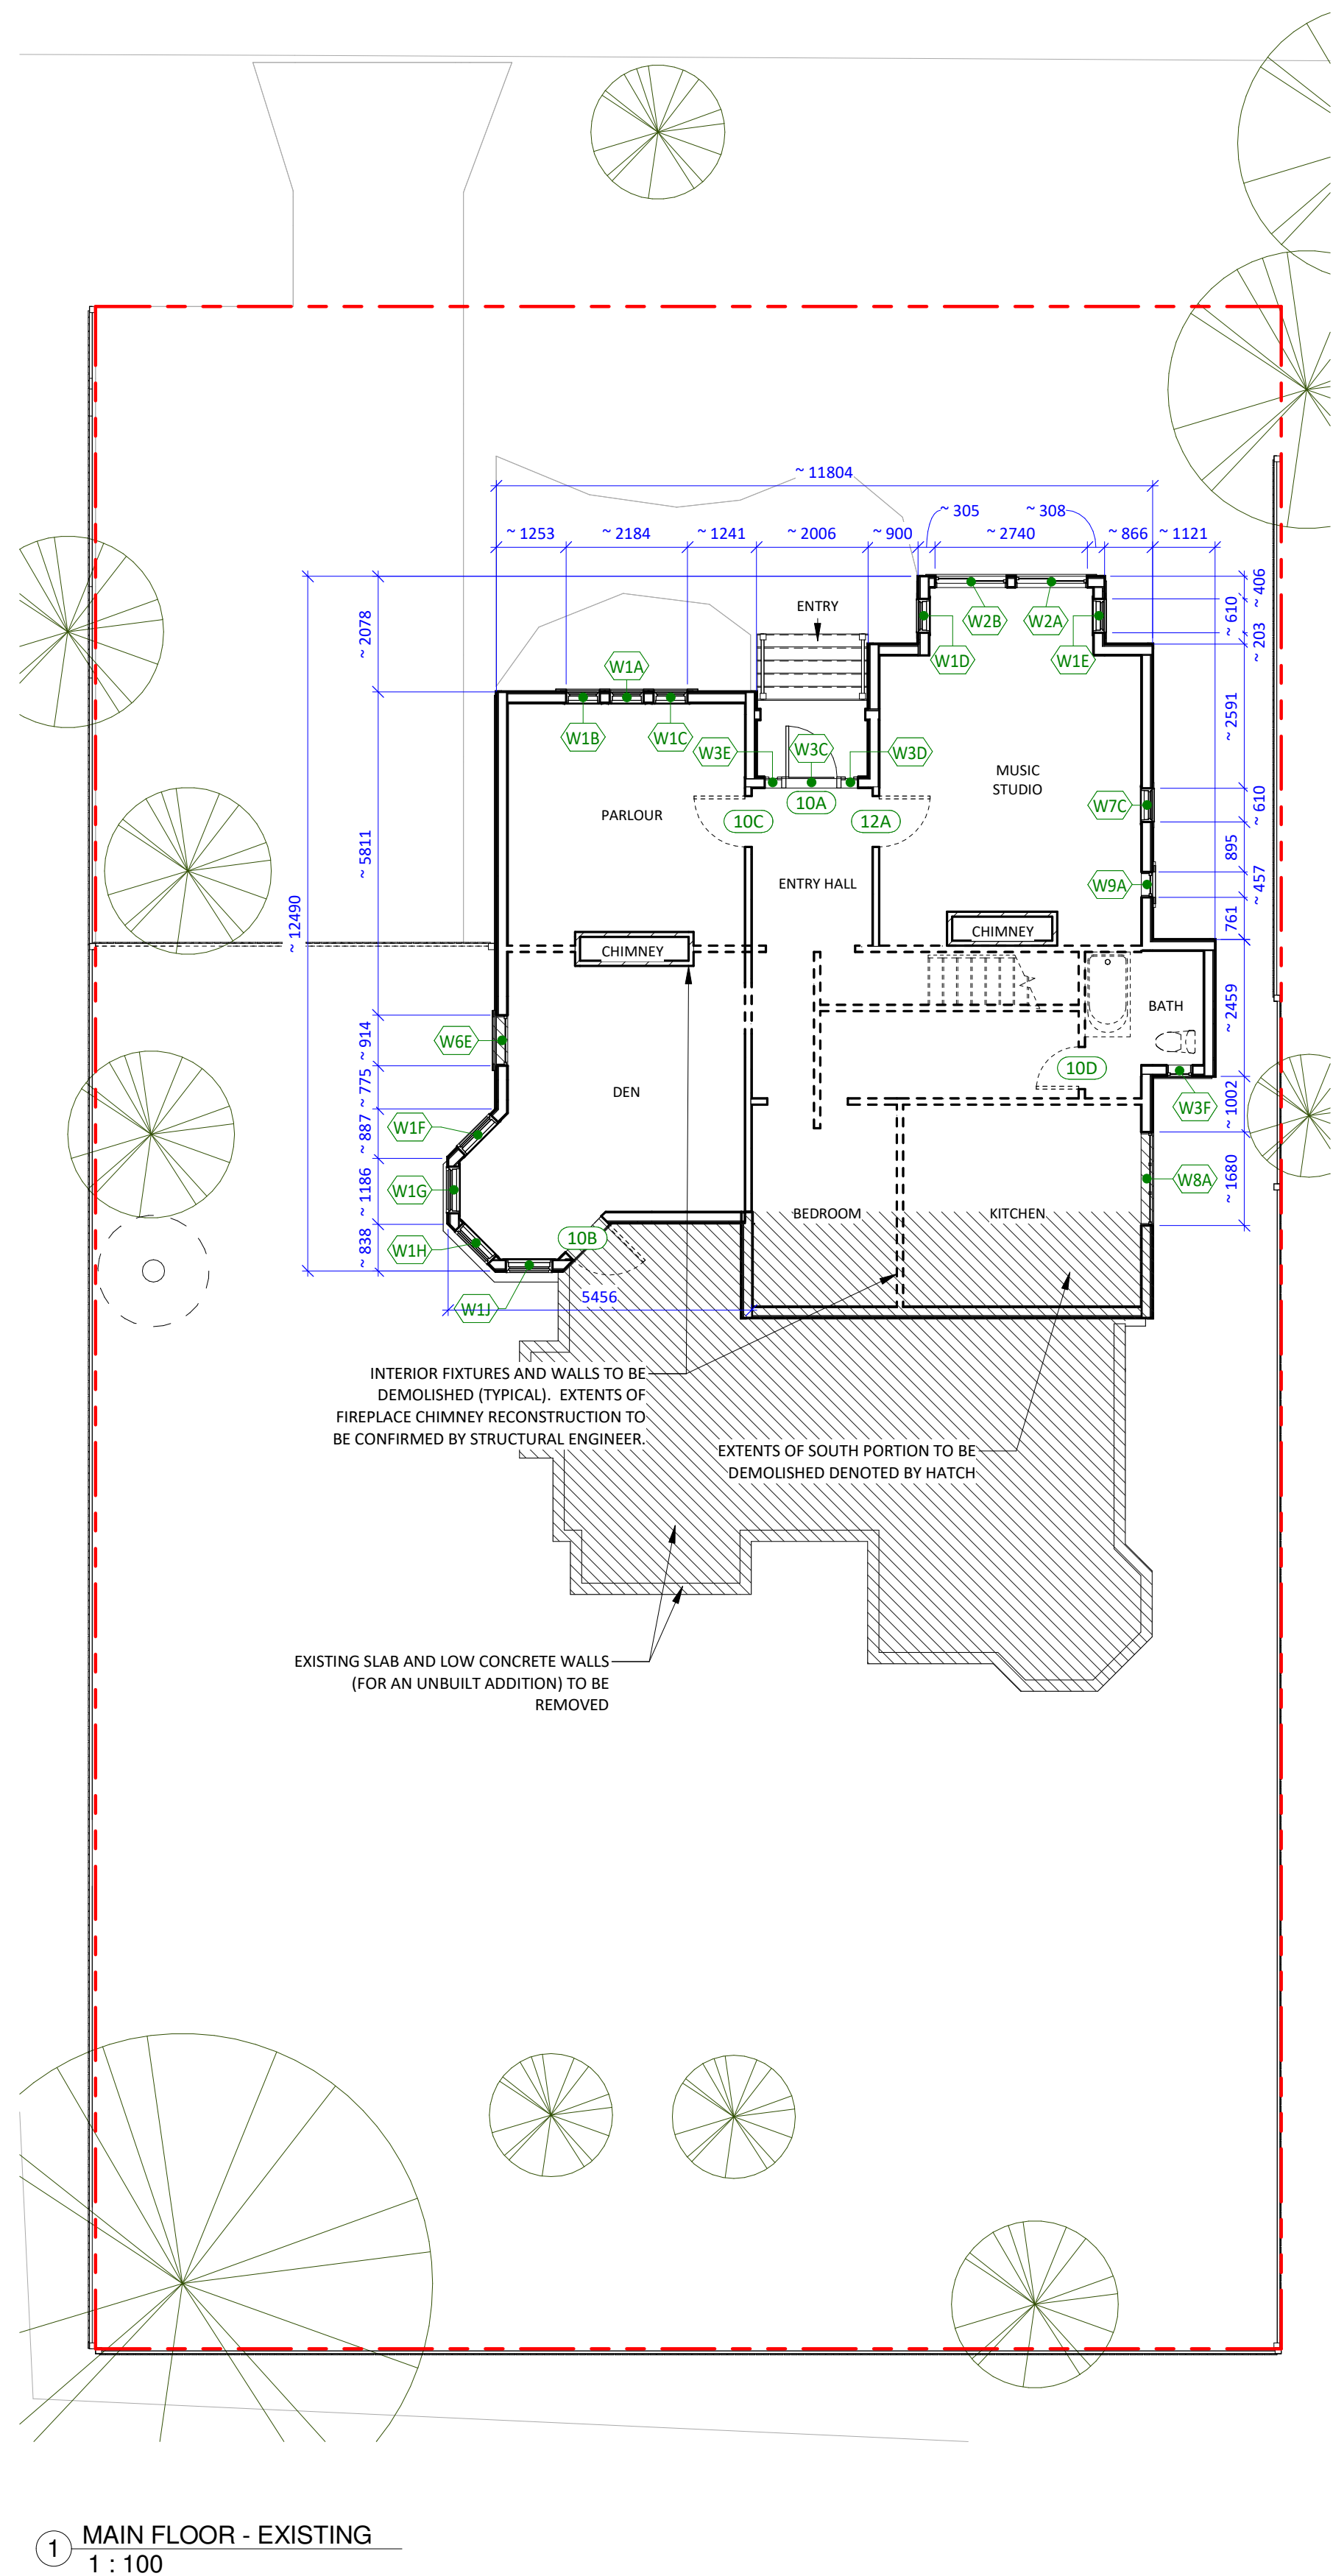 ~ 11804
~ 305
~ 308
~ 1253
~ 2184
~ 1241
~ 2006
~ 900
~ 2740
~ 866
~ 1121
~ 406
~ 610
~ 203
~ 2591
~ 610
895
~ 457
761
~ 2459
~ 1002
~ 1680
~ 2078
~ 5811
~ 12490
~ 914
~ 775
~ 887
~ 1186
~ 838
5456
ENTRY
W2B
W2A
W1D
W1E
W1A
W1B
W1C
W3E
W3C
W3D
10A
10C
12A
MUSIC
STUDIO
PARLOUR
W7C
ENTRY HALL
W9A
CHIMNEY
CHIMNEY
BATH
W6E
10D
DEN
W3F
W1F
W8A
W1G
BEDROOM
KITCHEN
10B
W1H
W1J
INTERIOR FIXTURES AND WALLS TO BE
DEMOLISHED (TYPICAL).  EXTENTS OF
FIREPLACE CHIMNEY RECONSTRUCTION TO
BE CONFIRMED BY STRUCTURAL ENGINEER.
EXTENTS OF SOUTH PORTION TO BE
DEMOLISHED DENOTED BY HATCH
EXISTING SLAB AND LOW CONCRETE WALLS
(FOR AN UNBUILT ADDITION) TO BE
REMOVED
1
MAIN FLOOR - EXISTING
1 : 100